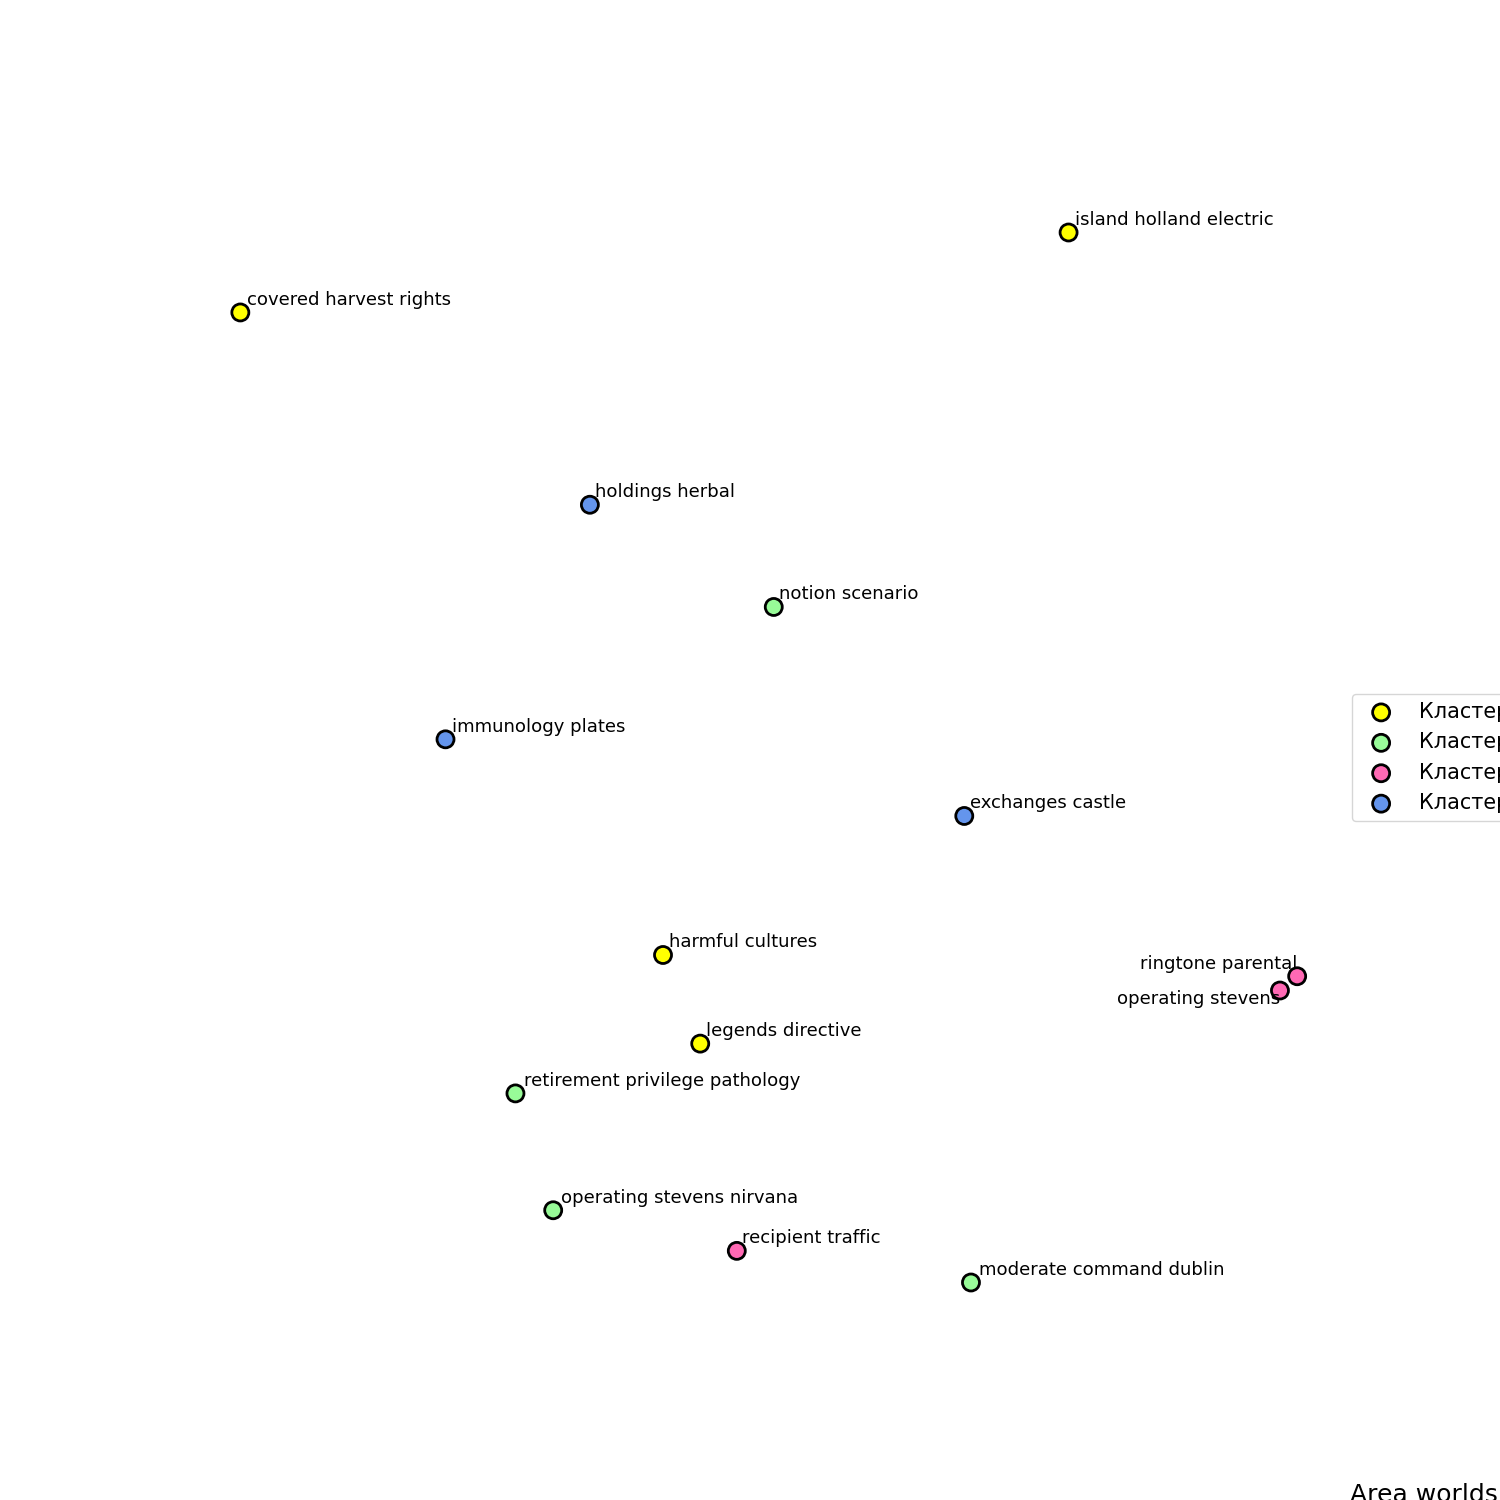 island holland electric
covered harvest rights
holdings herbal
notion scenario
immunology plates
Кластер
Кластер
Кластер
Кластер
exchanges castle
harmful cultures
ringtone parental
operating stevens
legends directive
retirement privilege pathology
operating stevens nirvana
recipient traffic
moderate command dublin
Area worlds